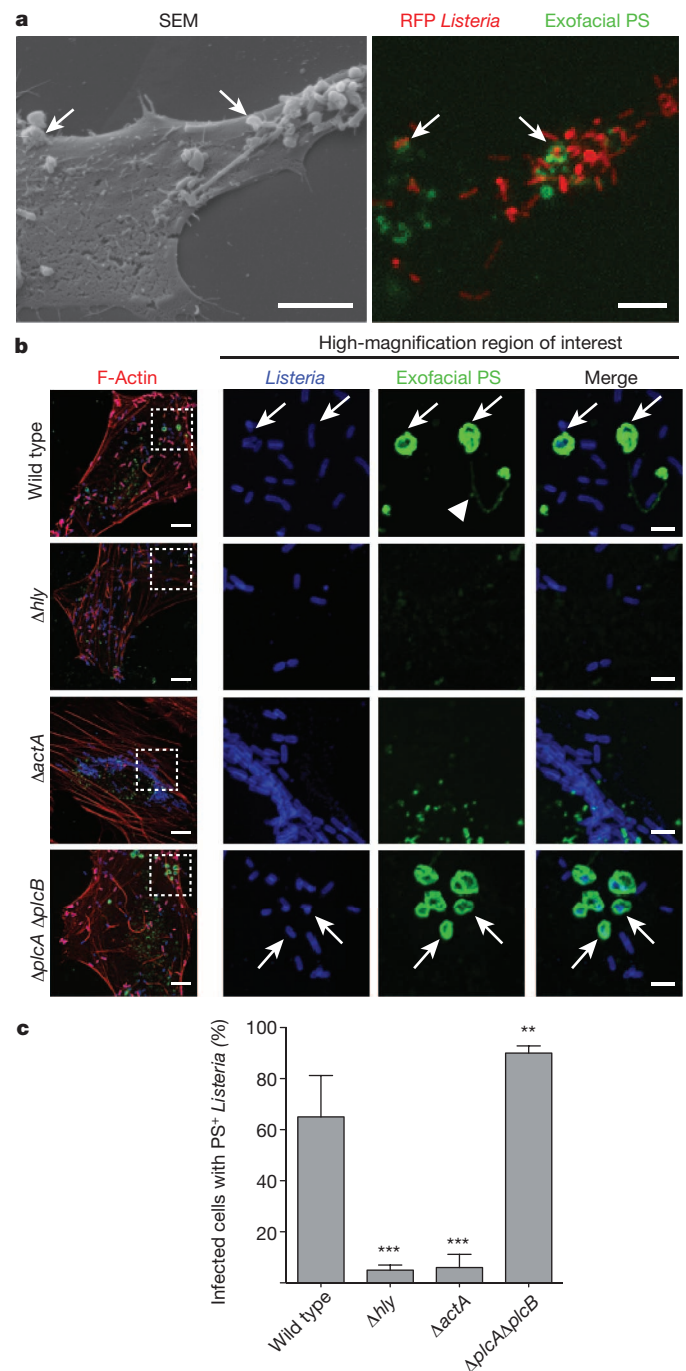 a
SEM
RFP Listeria Exofacial PS
b
High-magnification region of interest
F-Actin Listeria Exofacial PS Merge
Wild type
Δhly
ΔactA
ΔplcA ΔplcB
c
Infected cells with PS⁺ Listeria (%)
100
80
60
40
20
***
***
**
Wild type
Δhly
ΔactA
ΔplcAΔplcB